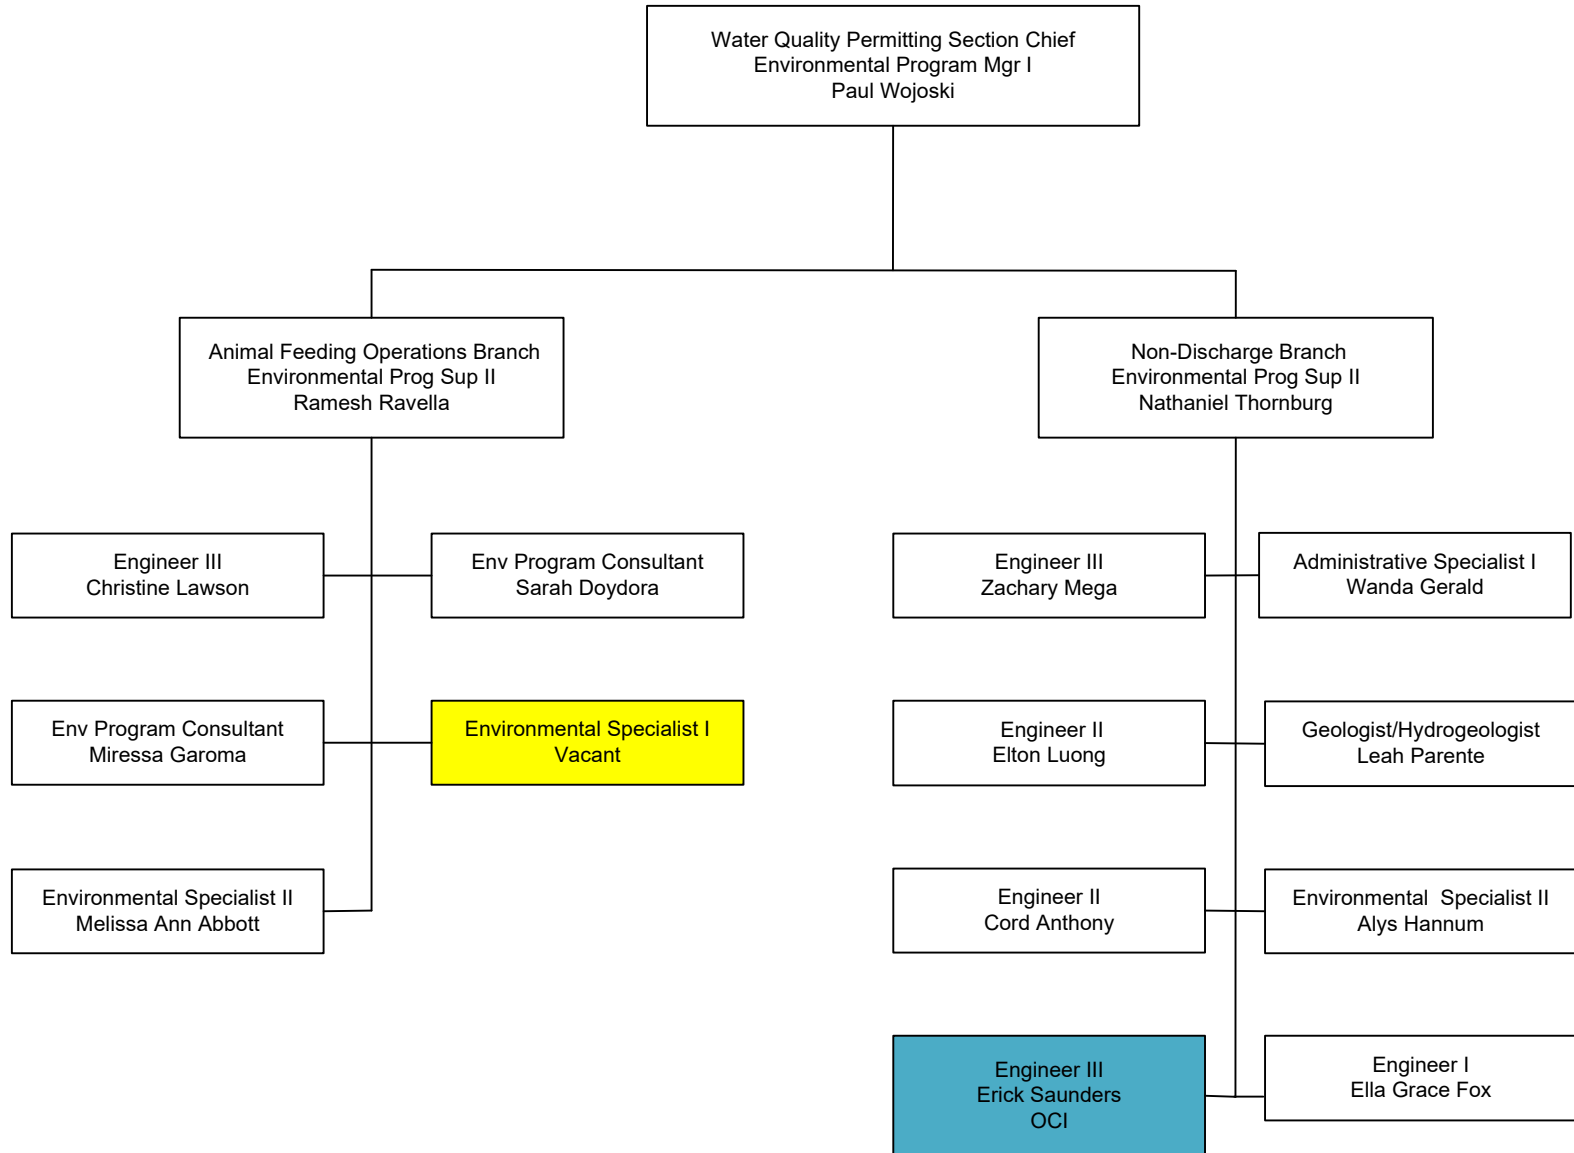 Water Quality Permitting Section Chief
Environmental Program Mgr I
Paul Wojoski
Animal Feeding Operations Branch
Environmental Prog Sup II
Ramesh Ravella
Non-Discharge Branch
Environmental Prog Sup II
Nathaniel Thornburg
Engineer III
Christine Lawson
Env Program Consultant
Sarah Doydora
Engineer III
Zachary Mega
Administrative Specialist I
Wanda Gerald
Env Program Consultant
Miressa Garoma
Environmental Specialist I
Vacant
Engineer II
Elton Luong
Geologist/Hydrogeologist
Leah Parente
Environmental Specialist II
Melissa Ann Abbott
Engineer II
Cord Anthony
Environmental  Specialist II
Alys Hannum
Engineer III
Erick Saunders
OCI
Engineer I
Ella Grace Fox